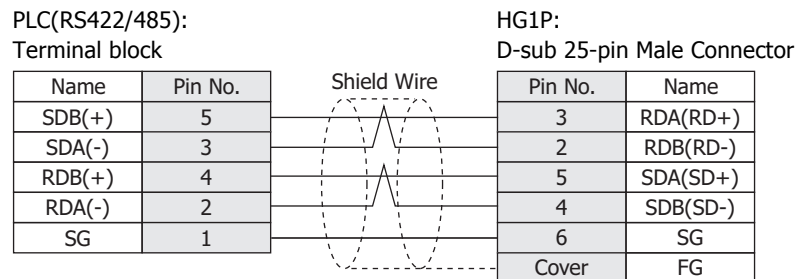 PLC(RS422/485):
Terminal block
HG1P:
D-sub 25-pin Male Connector
Name Pin No. Shield Wire Pin No. Name
SDB(+) 5 3 RDA(RD+)
SDA(-) 3 2 RDB(RD-)
RDB(+) 4 5 SDA(SD+)
RDA(-) 2 4 SDB(SD-)
SG 1 6 SG
Cover FG